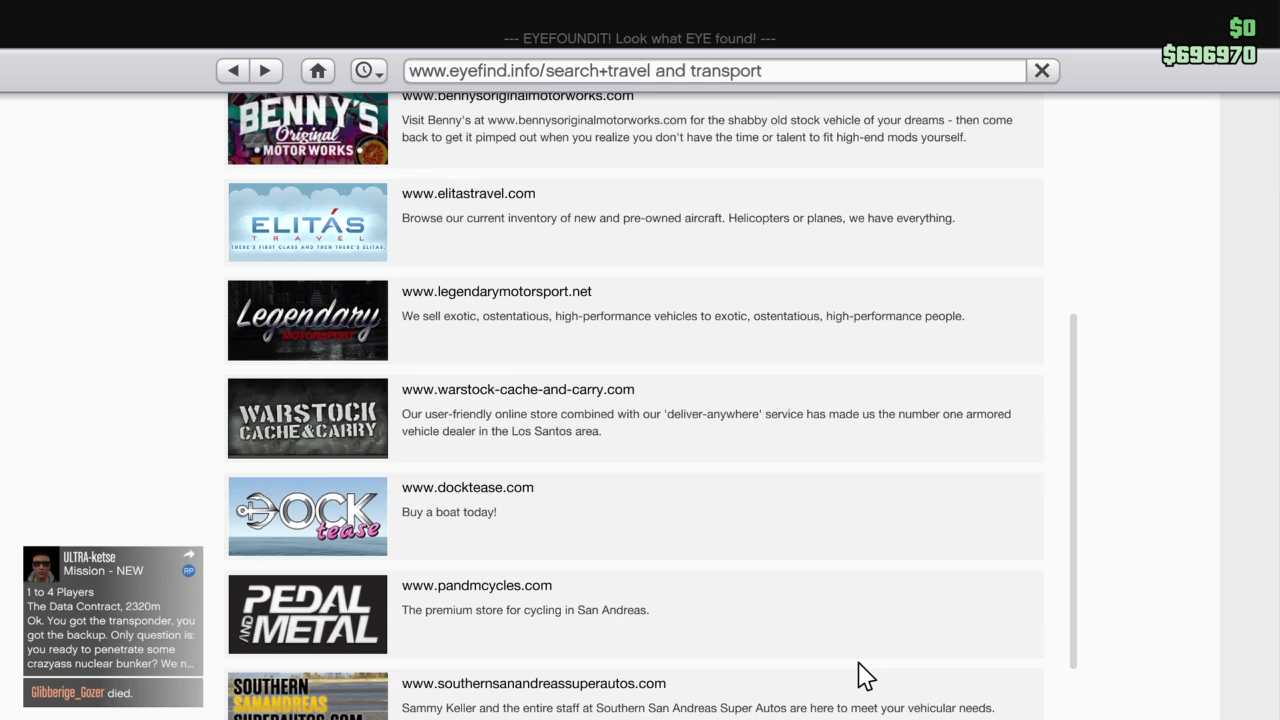 --- EYEFOUNDIT! Look what EYE found! ---
$0
$696970
www.eyefind.info/search+travel and transport
BENNY'S
Original
MOTOR WORKS
www.bennysoriginalmotorworks.com
Visit Benny's at www.bennysoriginalmotorworks.com for the shabby old stock vehicle of your dreams - then come
back to get it pimped out when you realize you don't have the time or talent to fit high-end mods yourself.
ELITÁS
TRAVEL
THERE'S FIRST CLASS AND THEN THERE'S ELITAS.
www.elitastravel.com
Browse our current inventory of new and pre-owned aircraft. Helicopters or planes, we have everything.
Legendary
MOTORSPORT
www.legendarymotorsport.net
We sell exotic, ostentatious, high-performance vehicles to exotic, ostentatious, high-performance people.
WARSTOCK
CACHE&CARRY
www.warstock-cache-and-carry.com
Our user-friendly online store combined with our 'deliver-anywhere' service has made us the number one armored
vehicle dealer in the Los Santos area.
DOCK
tease
www.docktease.com
Buy a boat today!
PEDAL
AND METAL
www.pandmcycles.com
The premium store for cycling in San Andreas.
SOUTHERN
SANANDREAS
SUPERAUTOS.COM
www.southernsanandreassuperautos.com
Sammy Keller and the entire staff at Southern San Andreas Super Autos are here to meet your vehicular needs.
ULTRA-ketse
Mission - NEW
RP
1 to 4 Players
The Data Contract, 2320m
Ok. You got the transponder, you
got the backup. Only question is:
you ready to penetrate some
crazyass nuclear bunker? We n...
Glibberige_Gozer died.